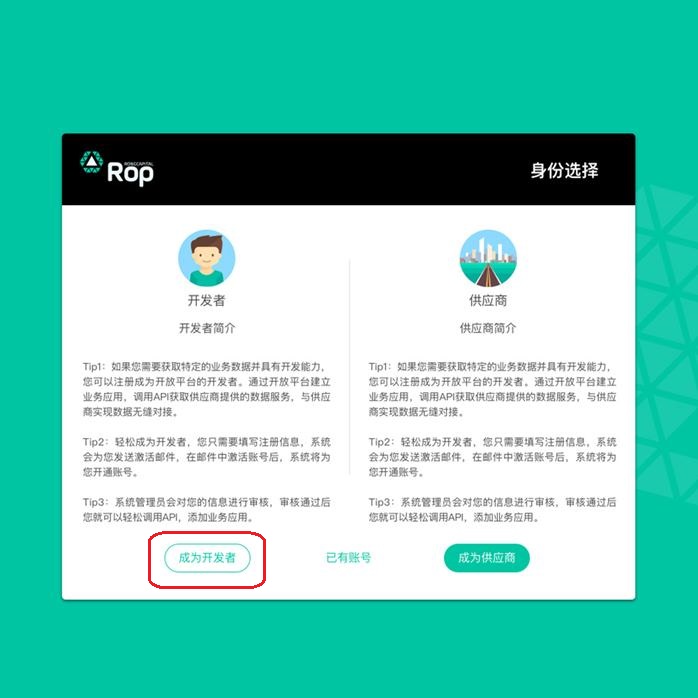 RONGCAPITAL
Rop
身份选择
开发者
开发者简介
Tip1：如果您需要获取特定的业务数据并具有开发能力，
您可以注册成为开放平台的开发者。通过开放平台建立
业务应用，调用API获取供应商提供的数据服务，与供应
商实现数据无缝对接。
Tip2：轻松成为开发者，您只需要填写注册信息，系统
会为您发送激活邮件，在邮件中激活账号后，系统将为
您开通账号。
Tip3：系统管理员会对您的信息进行审核，审核通过后
您就可以轻松调用API，添加业务应用。
供应商
供应商简介
Tip1：如果您需要获取特定的业务数据并具有开发能力，
您可以注册成为开放平台的开发者。通过开放平台建立
业务应用，调用API获取供应商提供的数据服务，与供应
商实现数据无缝对接。
Tip2：轻松成为开发者，您只需要填写注册信息，系统
会为您发送激活邮件，在邮件中激活账号后，系统将为
您开通账号。
Tip3：系统管理员会对您的信息进行审核，审核通过后
您就可以轻松调用API，添加业务应用。
成为开发者
已有账号
成为供应商